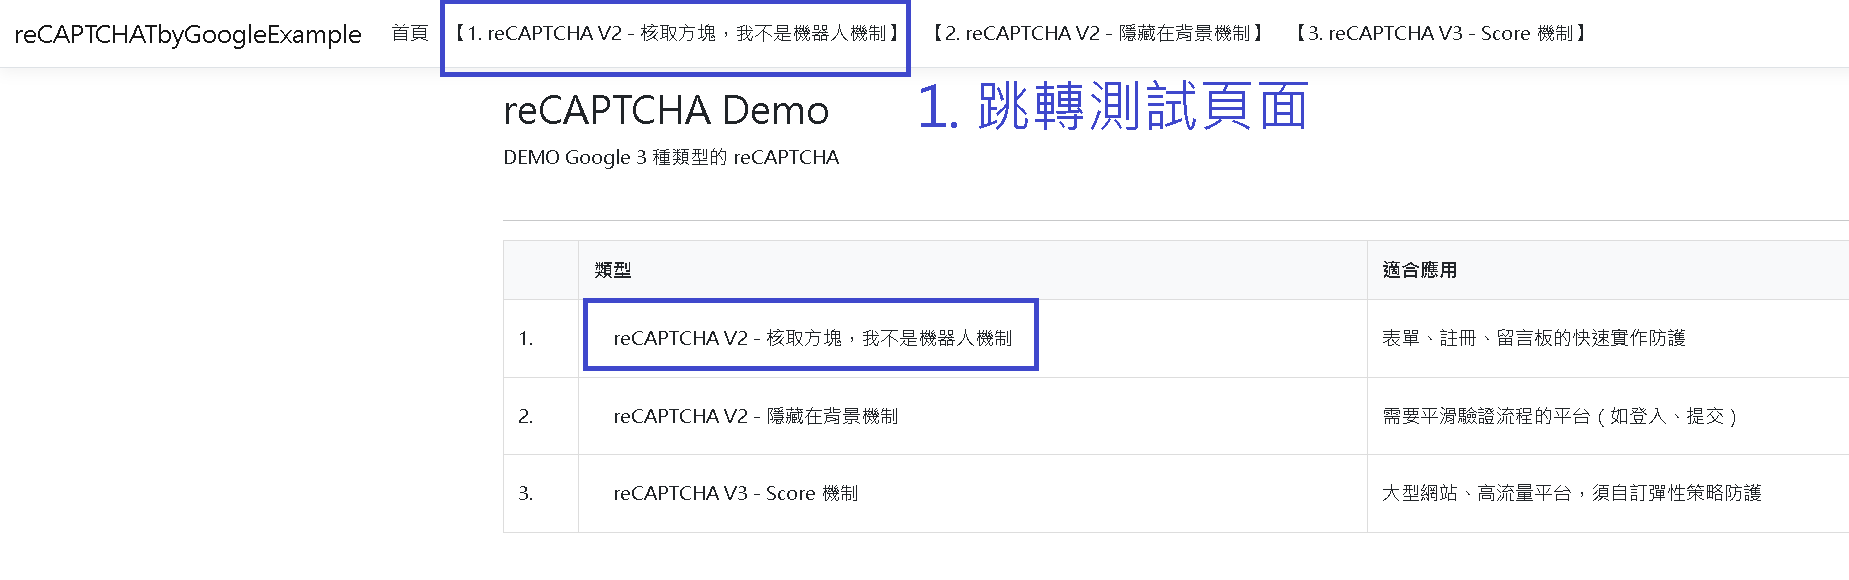 reCAPTCHATbyGoogleExample 首頁 【1. reCAPTCHA V2 - 核取方塊，我不是機器人機制】 【2. reCAPTCHA V2 - 隱藏在背景機制】 【3. reCAPTCHA V3 - Score 機制】
1. 跳轉測試頁面
reCAPTCHA Demo
DEMO Google 3 種類型的 reCAPTCHA
類型 適合應用
1. reCAPTCHA V2 - 核取方塊，我不是機器人機制 表單、註冊、留言板的快速實作防護
2. reCAPTCHA V2 - 隱藏在背景機制 需要平滑驗證流程的平台（如登入、提交）
3. reCAPTCHA V3 - Score 機制 大型網站、高流量平台，須自訂彈性策略防護